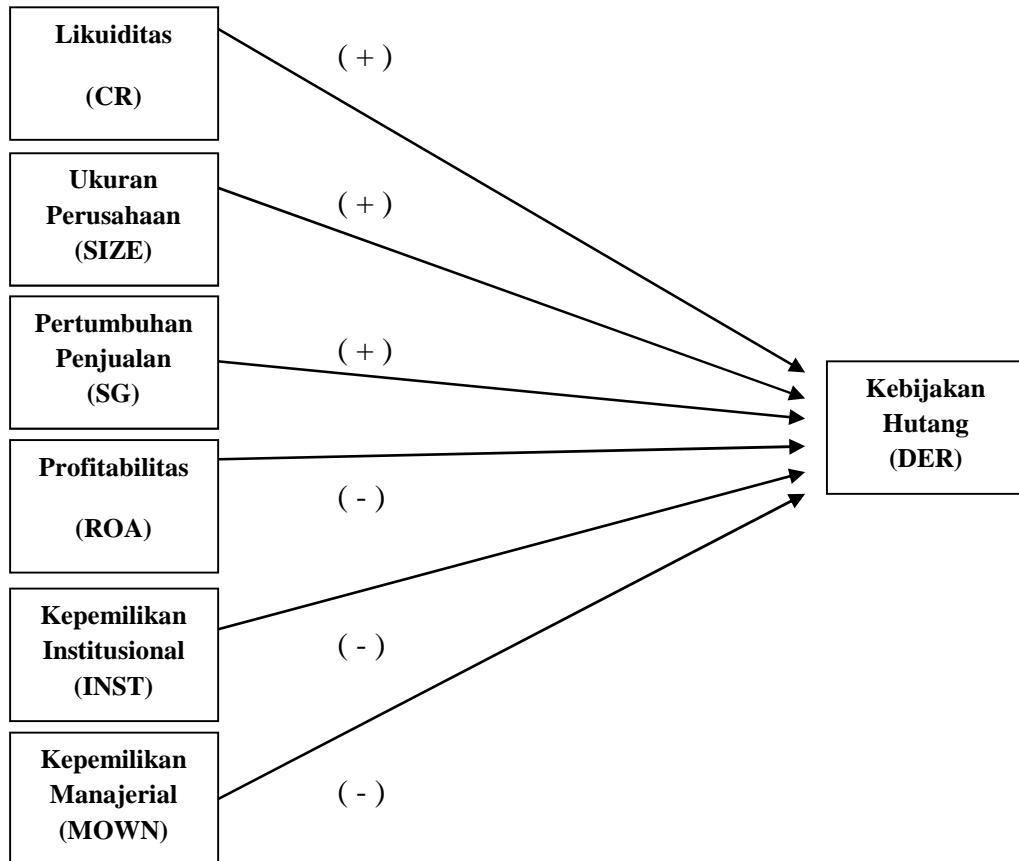 Likuiditas
(CR)
( + )
Ukuran
Perusahaan
(SIZE)
( + )
Pertumbuhan
Penjualan
(SG)
( + )
Profitabilitas
(ROA)
( - )
Kepemilikan
Institusional
(INST)
( - )
Kepemilikan
Manajerial
(MOWN)
( - )
Kebijakan
Hutang
(DER)